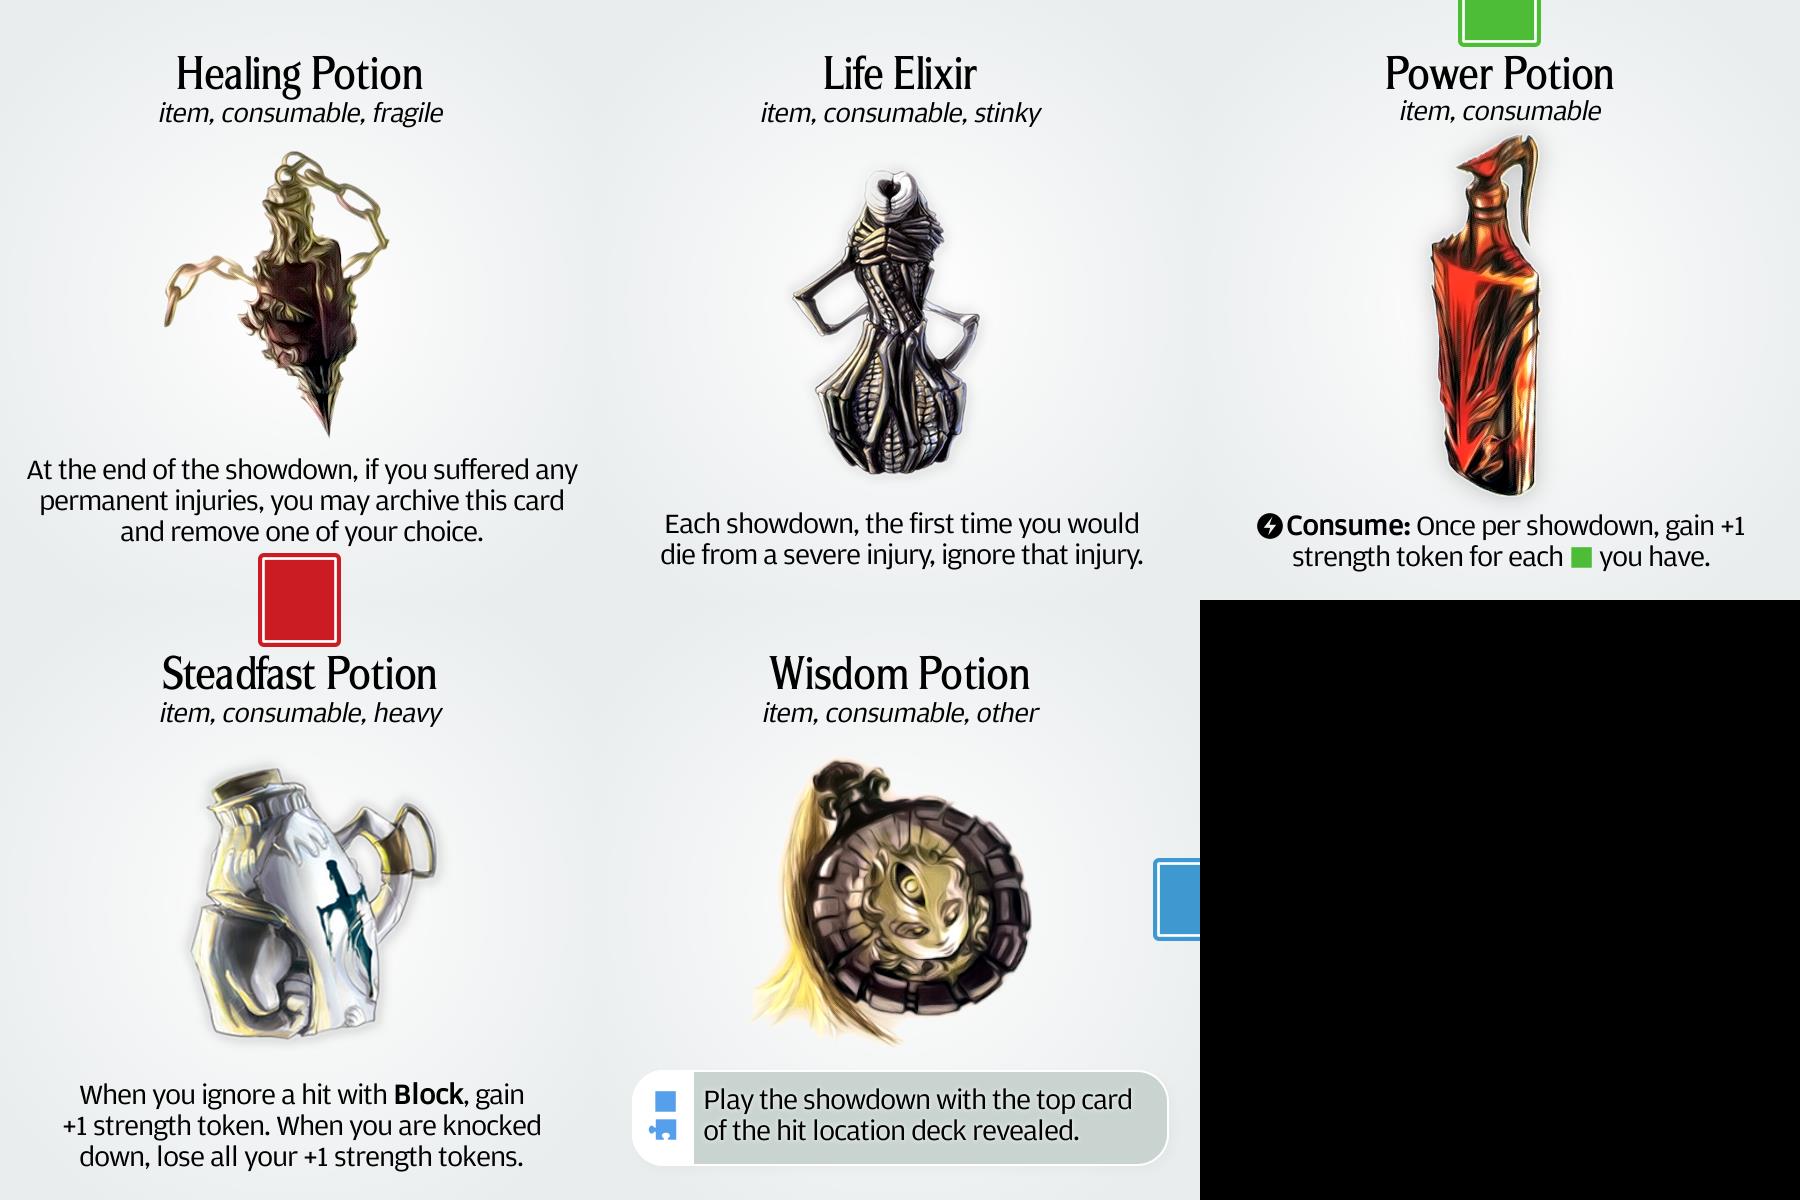 Healing Potion
item, consumable, fragile
At the end of the showdown, if you suffered any
permanent injuries, you may archive this card
and remove one of your choice.
Life Elixir
item, consumable, stinky
Each showdown, the first time you would
die from a severe injury, ignore that injury.
Power Potion
item, consumable
Consume: Once per showdown, gain +1
strength token for each you have.
Steadfast Potion
item, consumable, heavy
When you ignore a hit with Block, gain
+1 strength token. When you are knocked
down, lose all your +1 strength tokens.
Wisdom Potion
item, consumable, other
Play the showdown with the top card
of the hit location deck revealed.